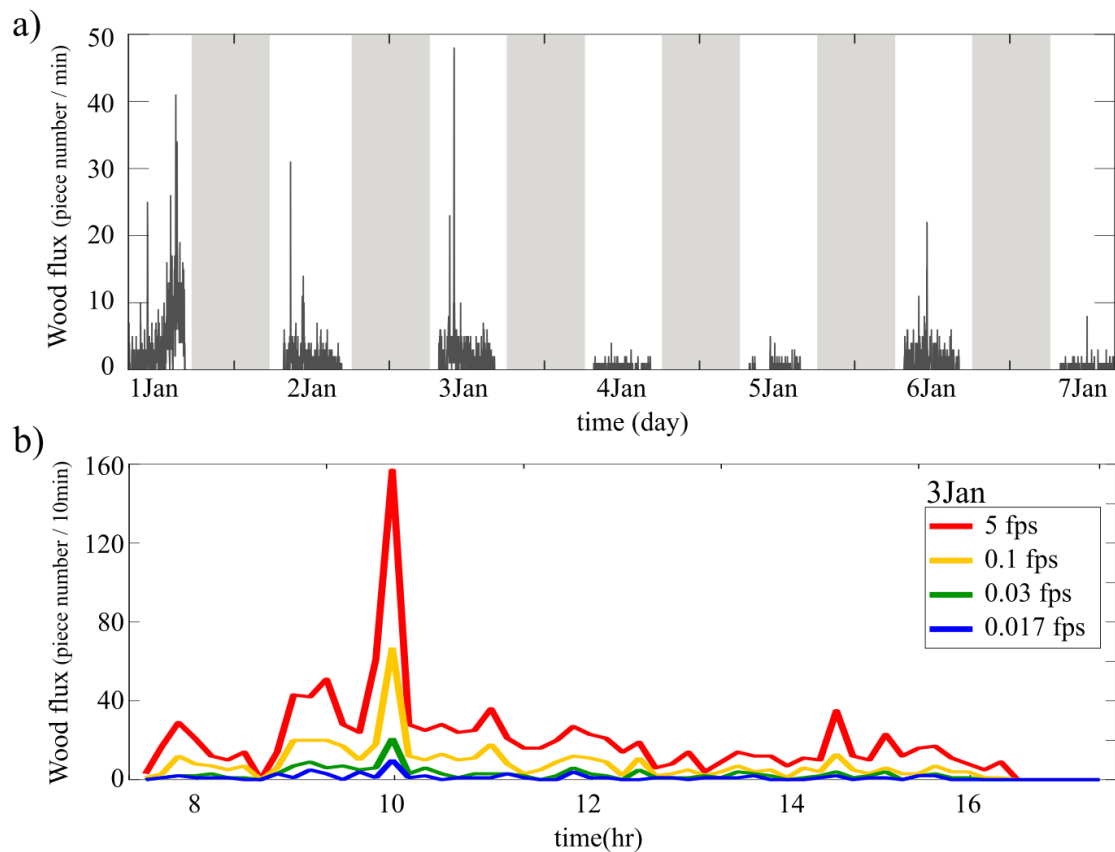 a)
50
40
30
20
10
0
Wood flux (piece number / min)
1Jan 2Jan 3Jan 4Jan 5Jan 6Jan 7Jan
time (day)
b)
160
120
80
40
0
Wood flux (piece number / 10min)
3Jan
5 fps
0.1 fps
0.03 fps
0.017 fps
8 10 12 14 16
time(hr)